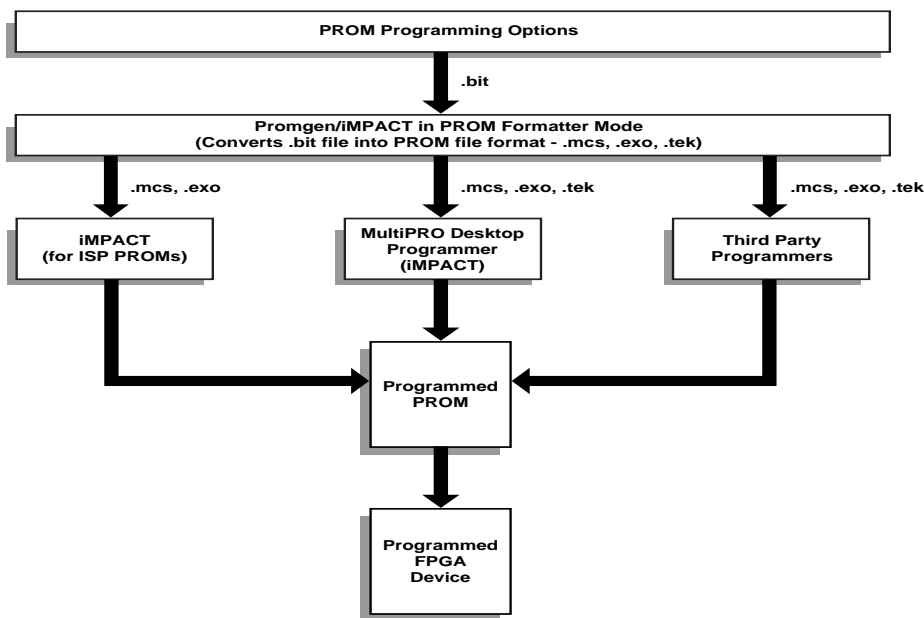 PROM Programming Options
.bit
Promgen/iMPACT in PROM Formatter Mode
(Converts .bit file into PROM file format - .mcs, .exo, .tek)
.mcs, .exo
.mcs, .exo, .tek
.mcs, .exo, .tek
iMPACT
(for ISP PROMs)
MultiPRO Desktop
Programmer
(iMPACT)
Third Party
Programmers
Programmed
PROM
Programmed
FPGA
Device